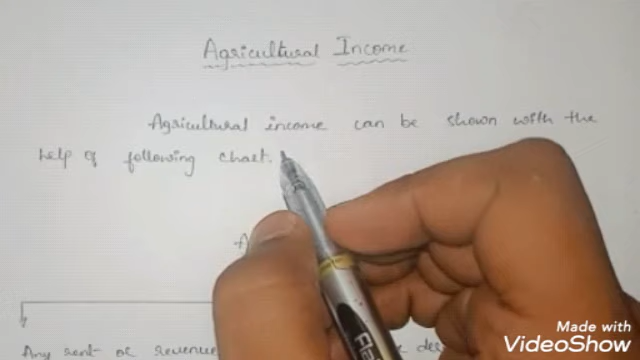 Agricultural Income
Agricultural income can be shown with the
help of following chart.
A
Any rent or revenue
Made with
VideoShow